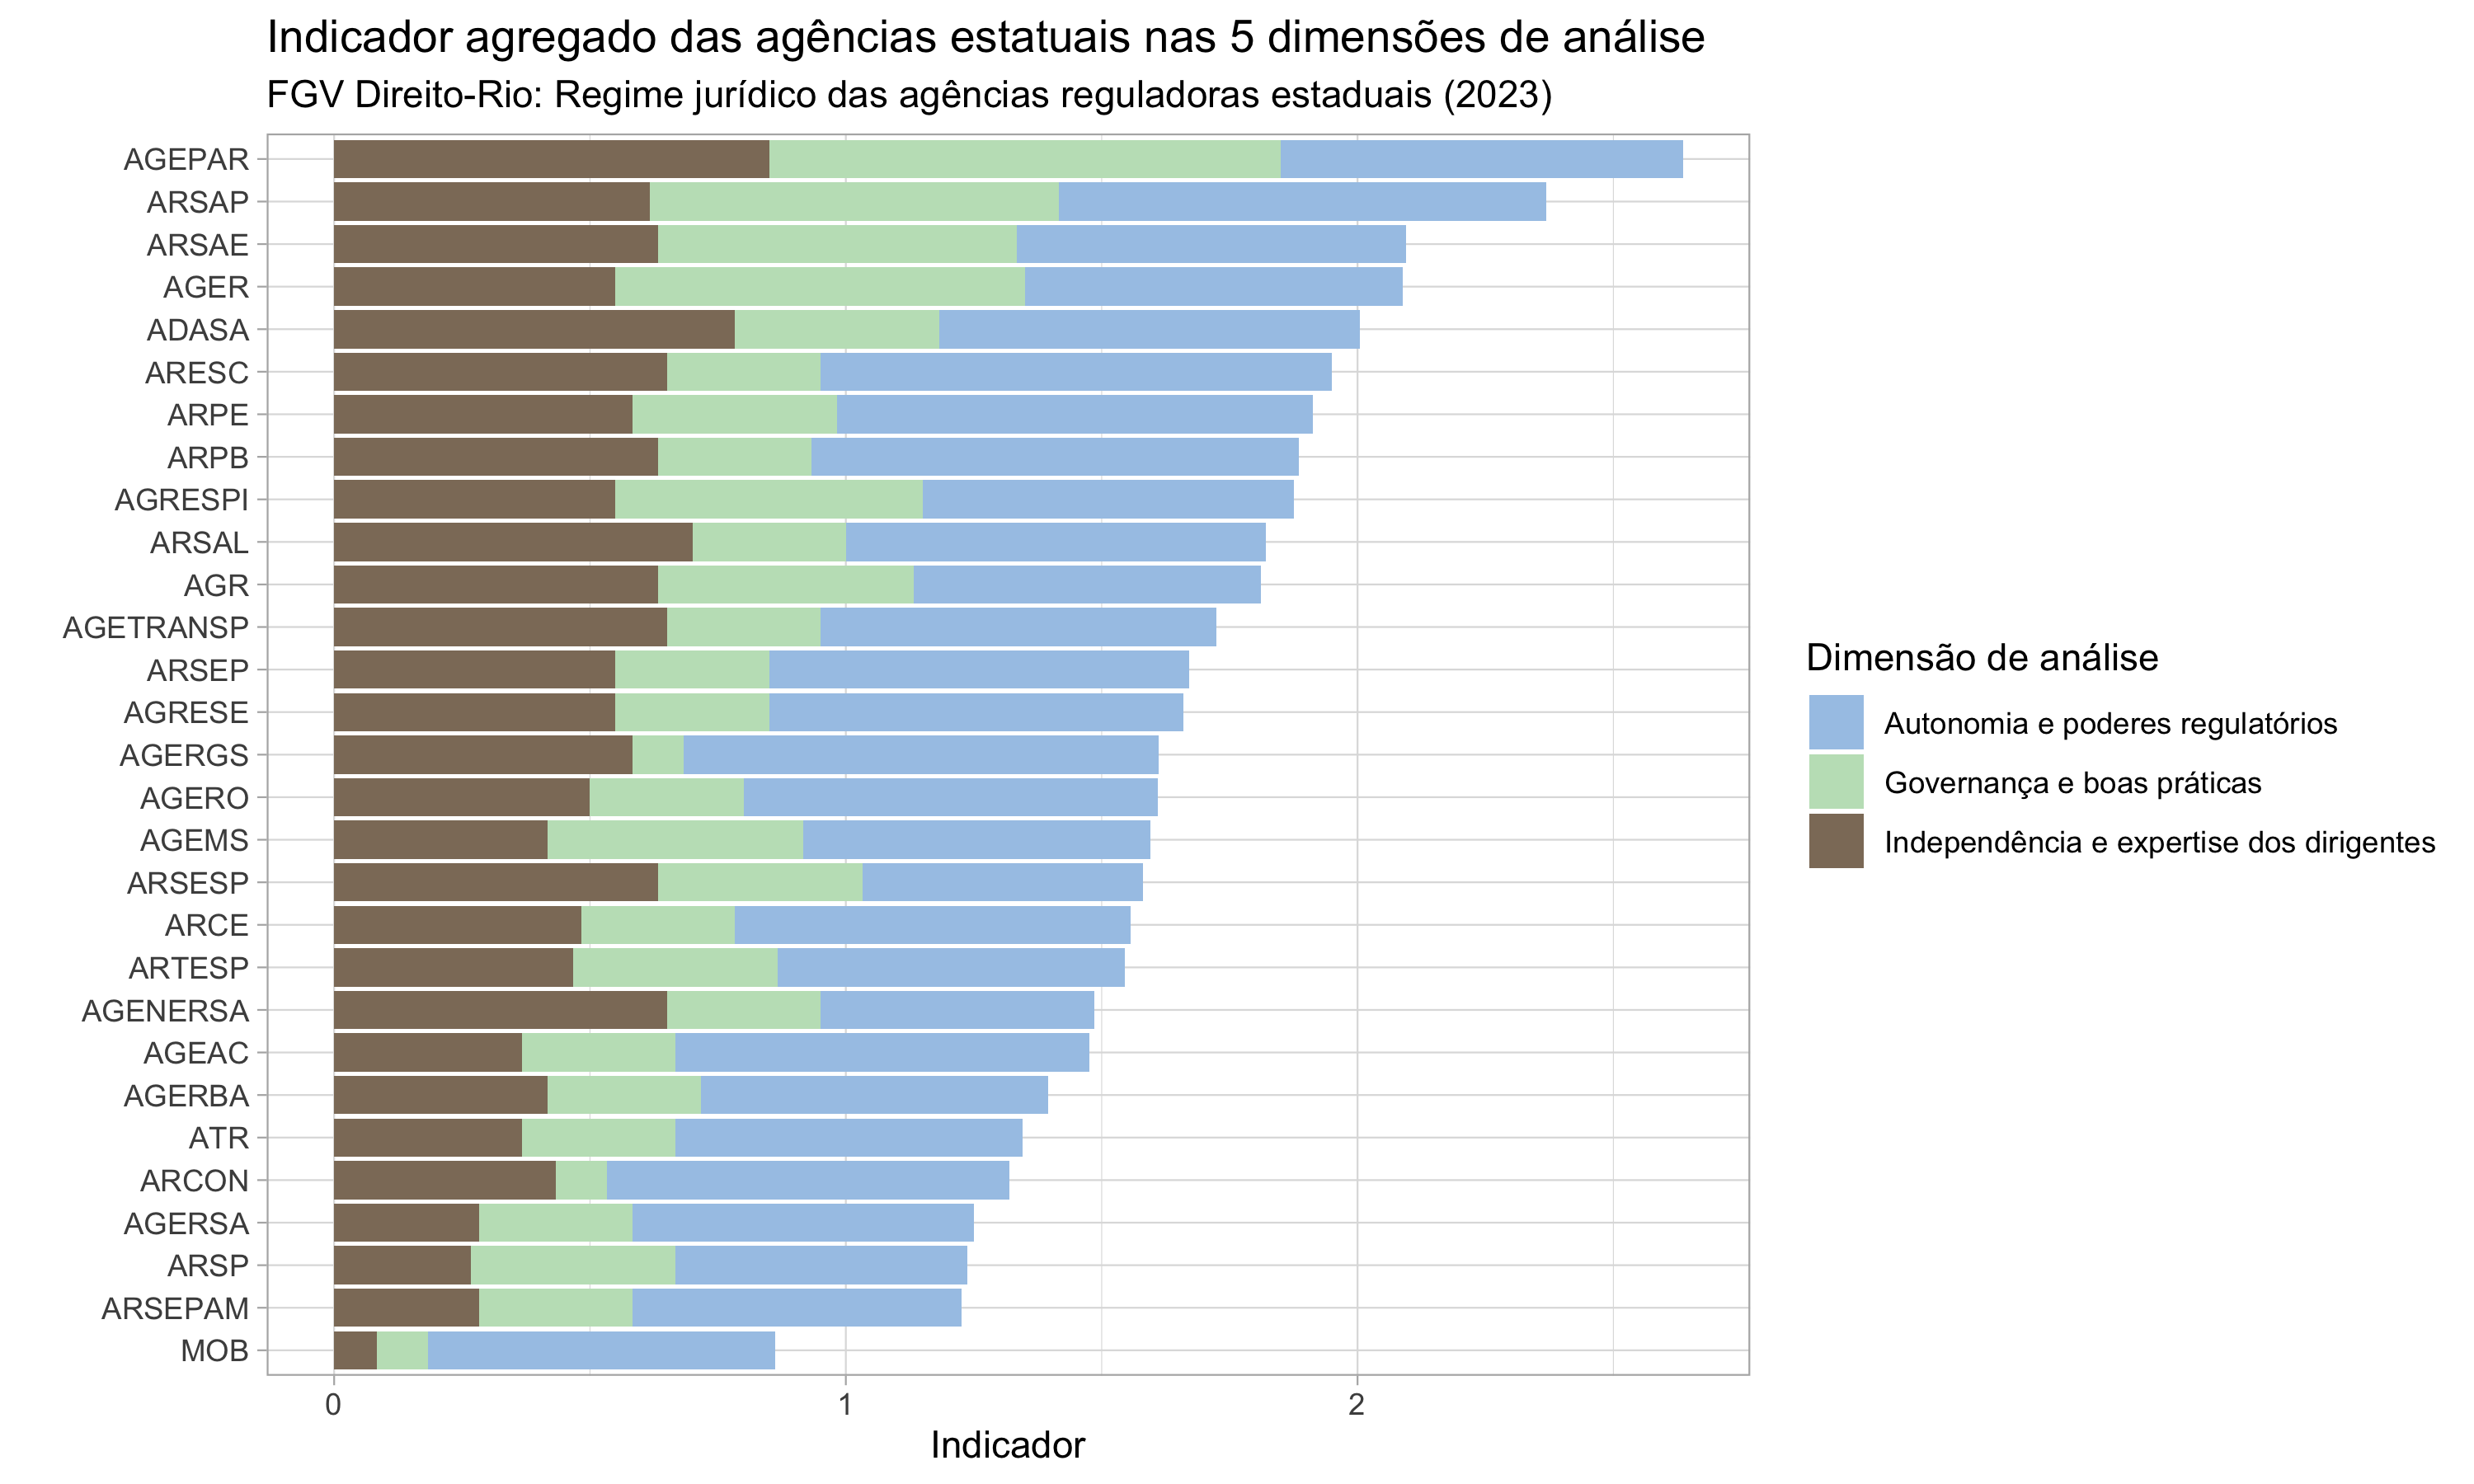 Indicador agregado das agências estatuais nas 5 dimensões de análise
FGV Direito-Rio: Regime jurídico das agências reguladoras estaduais (2023)
AGEPAR
ARSAP
ARSAE
AGER
ADASA
ARESC
ARPE
ARPB
AGRESPI
ARSAL
AGR
AGETRANSP
ARSEP
AGRESE
AGERGS
AGERO
AGEMS
ARSESP
ARCE
ARTESP
AGENERSA
AGEAC
AGERBA
ATR
ARCON
AGERSA
ARSP
ARSEPAM
MOB
0 1 2
Indicador
Dimensão de análise
Autonomia e poderes regulatórios
Governança e boas práticas
Independência e expertise dos dirigentes